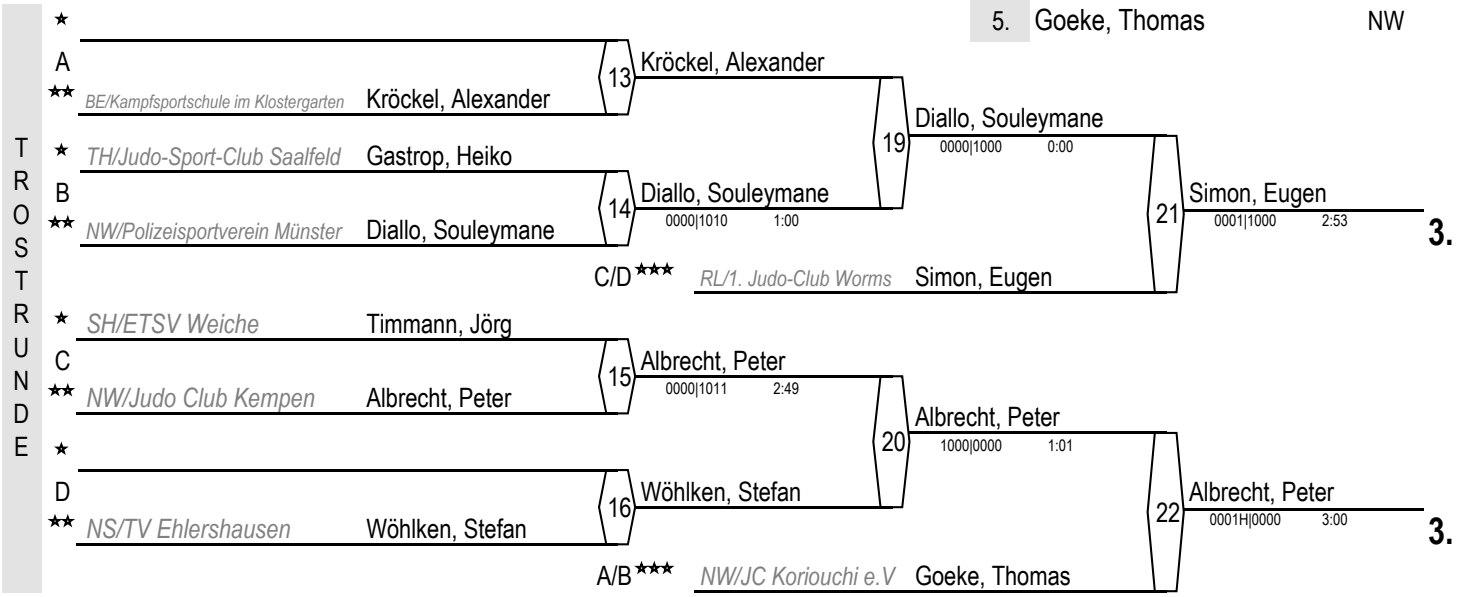 TROSTRUNDE
5. Goeke, Thomas NW
★
A
13 Kröckel, Alexander
★★ BE/Kampfsportschule im Klostergarten Kröckel, Alexander
19 Diallo, Souleymane
0000|1000 0:00
★ TH/Judo-Sport-Club Saalfeld Gastrop, Heiko
B
14 Diallo, Souleymane
0000|1010 1:00
★★ NW/Polizeisportverein Münster Diallo, Souleymane
21 Simon, Eugen
0001|1000 2:53
3.
C/D ★★★ RL/1. Judo-Club Worms Simon, Eugen
★ SH/ETSV Weiche Timmann, Jörg
C
15 Albrecht, Peter
0000|1011 2:49
★★ NW/Judo Club Kempen Albrecht, Peter
20 Albrecht, Peter
1000|0000 1:01
★
D
16 Wöhlken, Stefan
★★ NS/TV Ehlershausen Wöhlken, Stefan
22 Albrecht, Peter
0001H|0000 3:00
3.
A/B ★★★ NW/JC Koriouchi e.V Goeke, Thomas